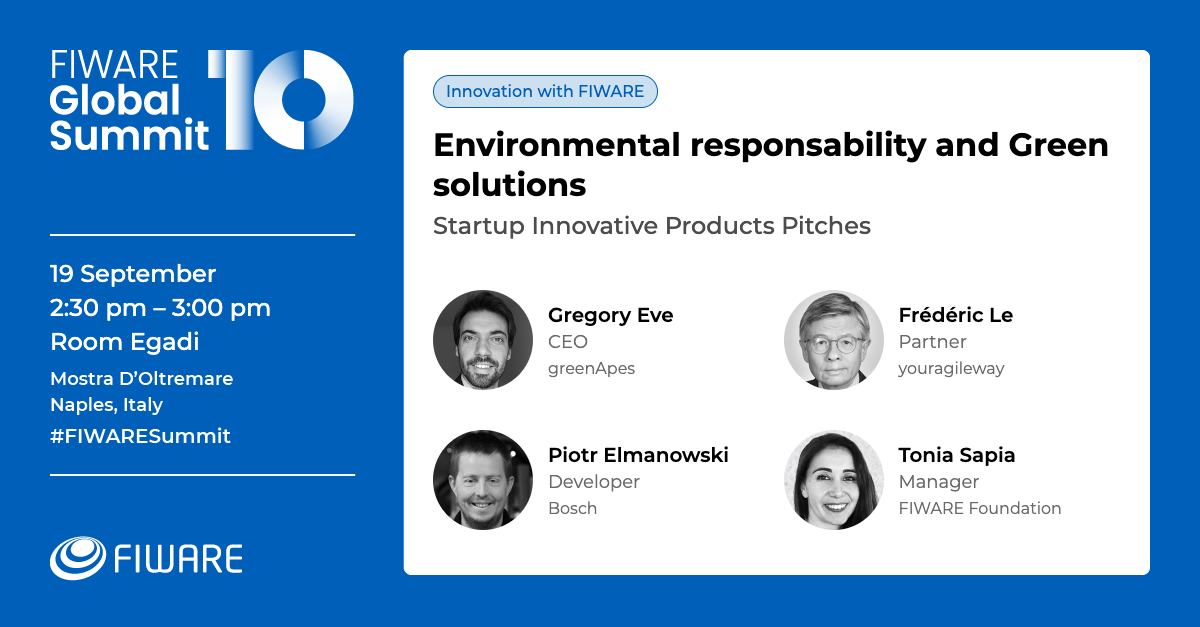 FIWARE
Global
Summit
10
19 September
2:30 pm – 3:00 pm
Room Egadi
Mostra D’Oltremare
Naples, Italy
#FIWARESummit
FIWARE
Innovation with FIWARE
Environmental responsability and Green
solutions
Startup Innovative Products Pitches
Gregory Eve
CEO
greenApes
Frédéric Le
Partner
youragileway
Piotr Elmanowski
Developer
Bosch
Tonia Sapia
Manager
FIWARE Foundation